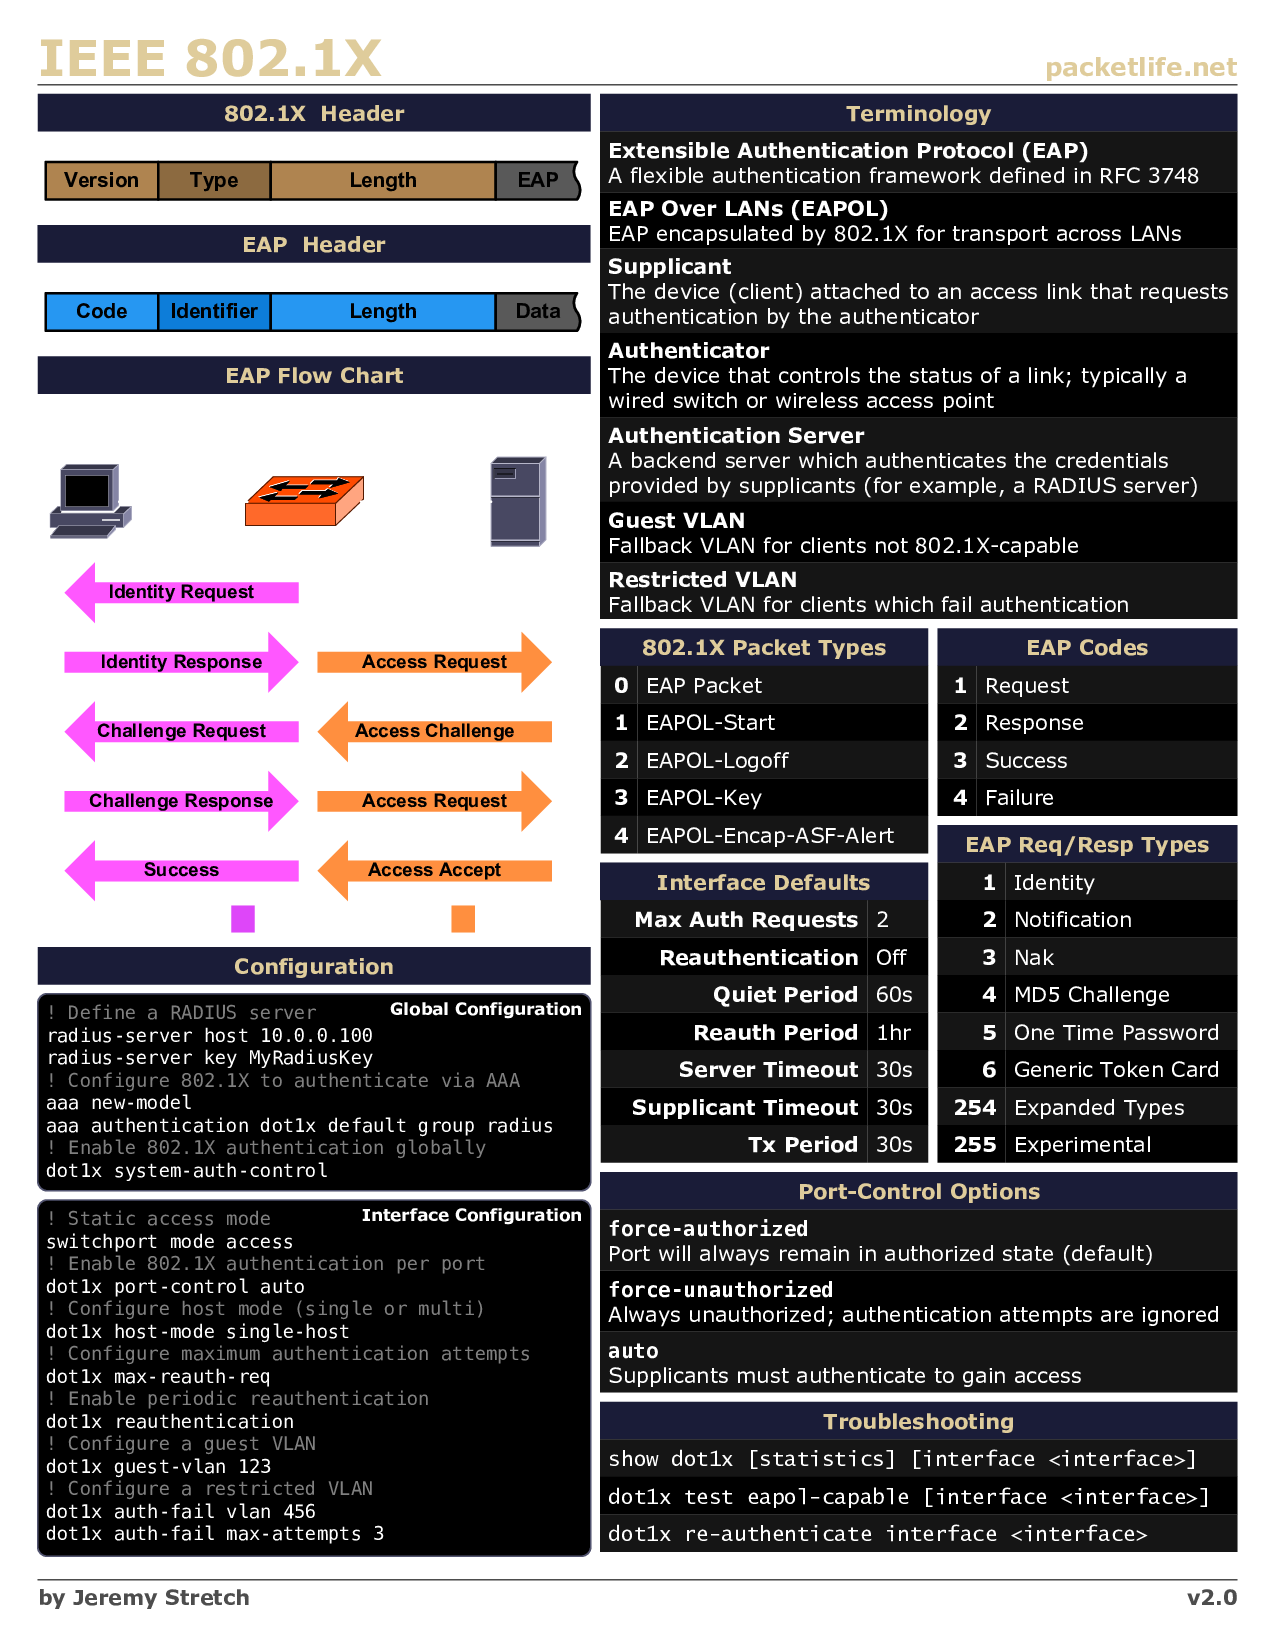 IEEE 802.1X
packetlife.net
802.1X Header
Version Type Length EAP
EAP Header
Code Identifier Length Data
EAP Flow Chart
Identity Request
Identity Response Access Request
Challenge Request Access Challenge
Challenge Response Access Request
Success Access Accept
Configuration
Global Configuration
! Define a RADIUS server
radius-server host 10.0.0.100
radius-server key MyRadiusKey
! Configure 802.1X to authenticate via AAA
aaa new-model
aaa authentication dot1x default group radius
! Enable 802.1X authentication globally
dot1x system-auth-control
Interface Configuration
! Static access mode
switchport mode access
! Enable 802.1X authentication per port
dot1x port-control auto
! Configure host mode (single or multi)
dot1x host-mode single-host
! Configure maximum authentication attempts
dot1x max-reauth-req
! Enable periodic reauthentication
dot1x reauthentication
! Configure a guest VLAN
dot1x guest-vlan 123
! Configure a restricted VLAN
dot1x auth-fail vlan 456
dot1x auth-fail max-attempts 3
Terminology
Extensible Authentication Protocol (EAP)
A flexible authentication framework defined in RFC 3748
EAP Over LANs (EAPOL)
EAP encapsulated by 802.1X for transport across LANs
Supplicant
The device (client) attached to an access link that requests
authentication by the authenticator
Authenticator
The device that controls the status of a link; typically a
wired switch or wireless access point
Authentication Server
A backend server which authenticates the credentials
provided by supplicants (for example, a RADIUS server)
Guest VLAN
Fallback VLAN for clients not 802.1X-capable
Restricted VLAN
Fallback VLAN for clients which fail authentication
802.1X Packet Types
0 EAP Packet
1 EAPOL-Start
2 EAPOL-Logoff
3 EAPOL-Key
4 EAPOL-Encap-ASF-Alert
Interface Defaults
Max Auth Requests 2
Reauthentication Off
Quiet Period 60s
Reauth Period 1hr
Server Timeout 30s
Supplicant Timeout 30s
Tx Period 30s
EAP Codes
1 Request
2 Response
3 Success
4 Failure
EAP Req/Resp Types
1 Identity
2 Notification
3 Nak
4 MD5 Challenge
5 One Time Password
6 Generic Token Card
254 Expanded Types
255 Experimental
Port-Control Options
force-authorized
Port will always remain in authorized state (default)
force-unauthorized
Always unauthorized; authentication attempts are ignored
auto
Supplicants must authenticate to gain access
Troubleshooting
show dot1x [statistics] [interface <interface>]
dot1x test eapol-capable [interface <interface>]
dot1x re-authenticate interface <interface>
by Jeremy Stretch
v2.0